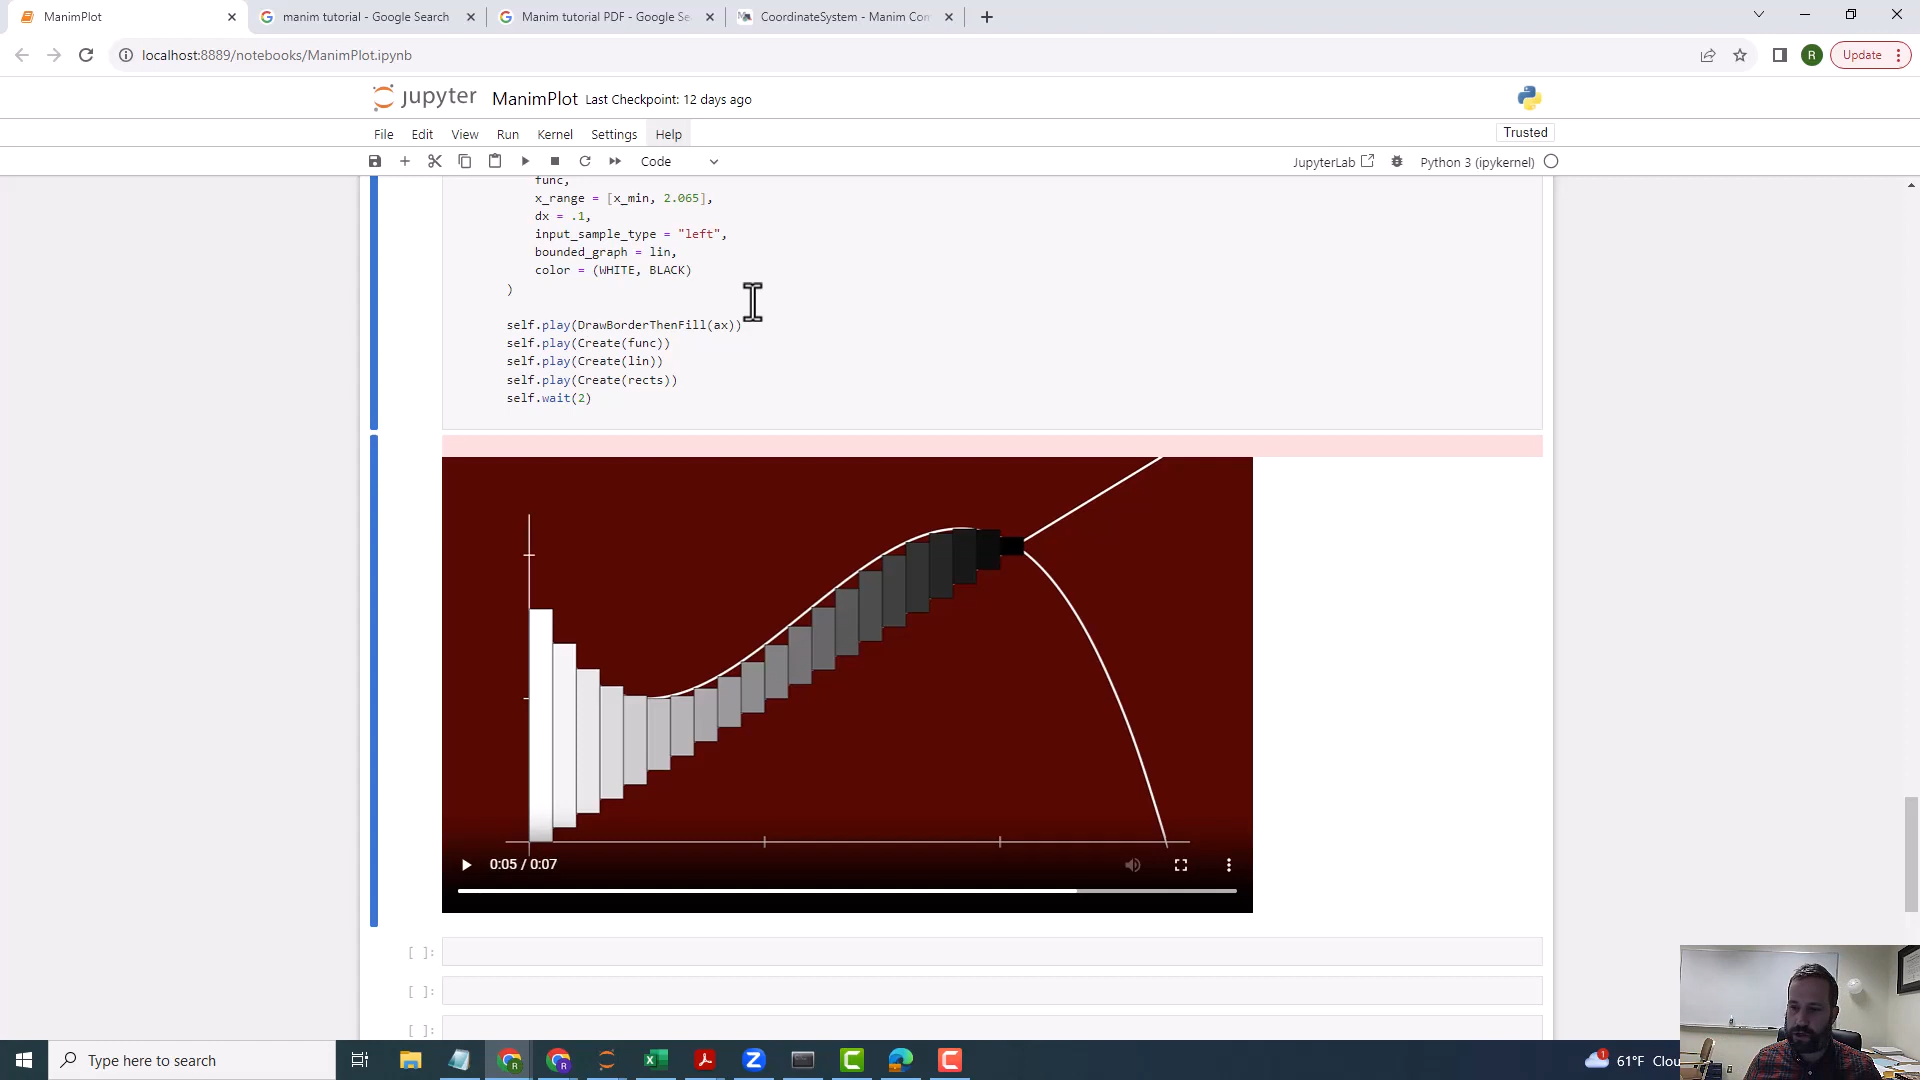 ManimPlot
manim tutorial - Google Search
Manim tutorial PDF - Google Se
CoordinateSystem - Manim Com
localhost:8889/notebooks/ManimPlot.ipynb
R
Update
jupyter
ManimPlot Last Checkpoint: 12 days ago
File Edit View Run Kernel Settings Help
Trusted
Code
JupyterLab
Python 3 (ipykernel)
func,
x_range = [x_min, 2.065],
dx = .1,
input_sample_type = "left",
bounded_graph = lin,
color = (WHITE, BLACK)
)
self.play(DrawBorderThenFill(ax))
self.play(Create(func))
self.play(Create(lin))
self.play(Create(rects))
self.wait(2)
0:05 / 0:07
[ ]:
[ ]:
[ ]:
Type here to search
61°F Clou